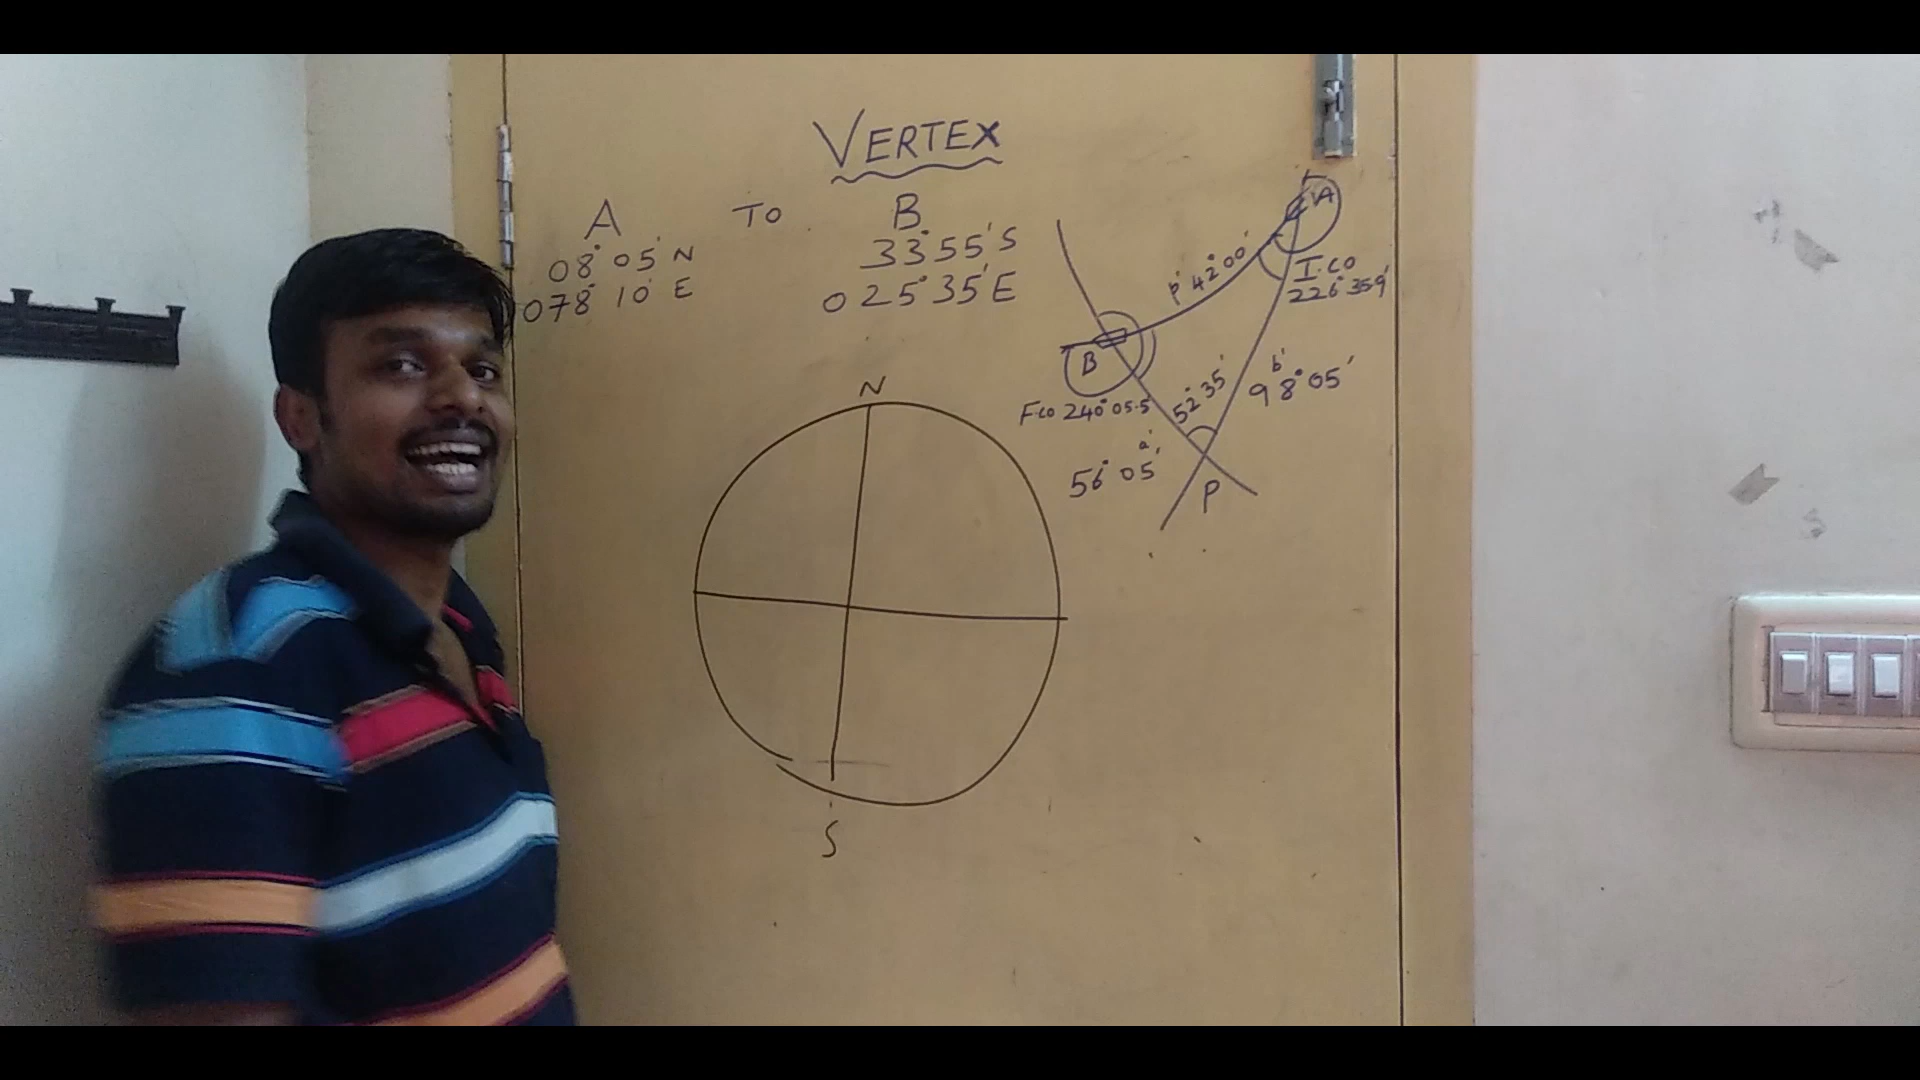 VERTEX
A TO B
08°05' N 33°55' S
078°10' E 025°35' E
A
p' 42°00'
I.co
226°35.9'
B
F.co 240°05.5
52°35'
b'
98°05'
a'
56°05'
P
N
S